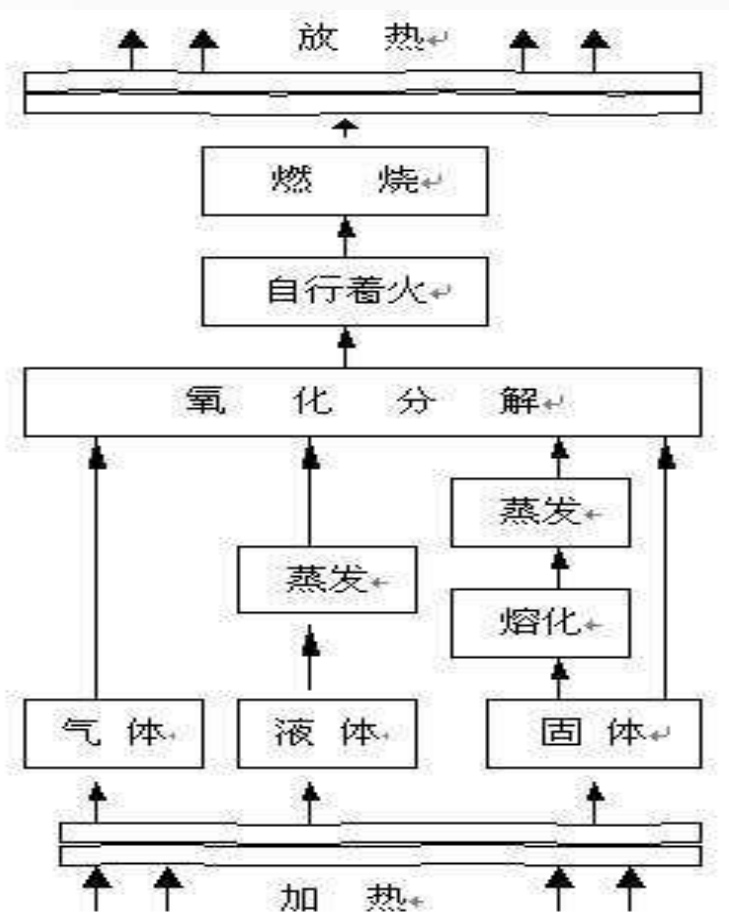 放 热
燃 烧
自行着火
氧 化 分 解
蒸发
蒸发
熔化
气 体 液 体 固 体
加 热